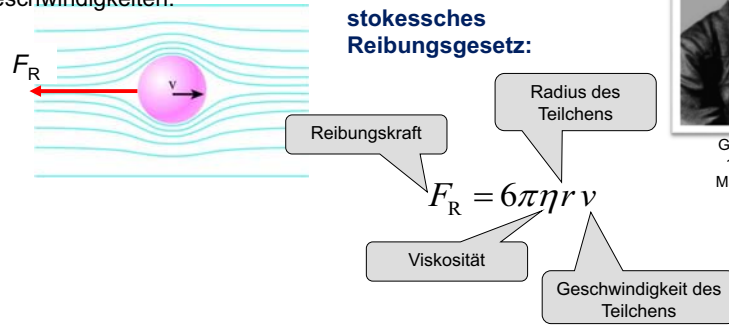 stokessches
Reibungsgesetz:
F_R
v
Radius des
Teilchens
Reibungskraft
F_R = 6πηrv
Viskosität
Geschwindigkeit des
Teilchens